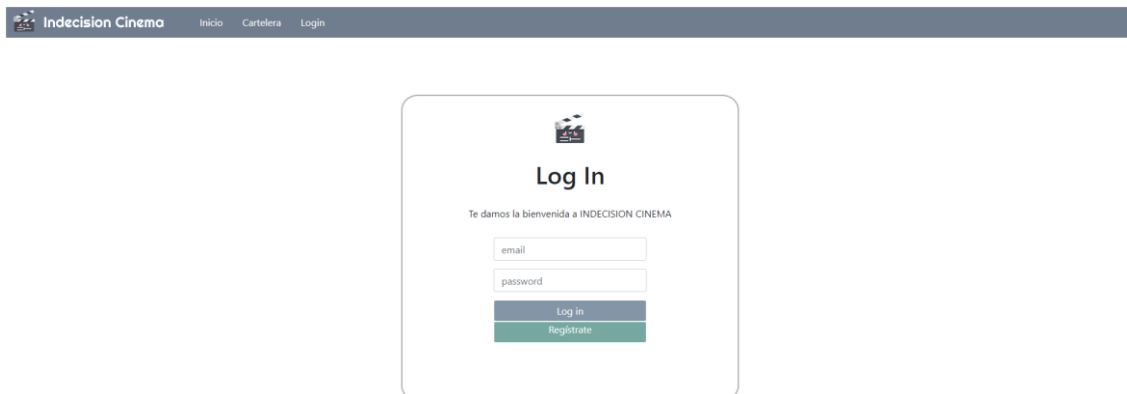 Indecision Cinema Inicio Cartelera Login
Log In
Te damos la bienvenida a INDECISION CINEMA
email
password
Log in
Regístrate